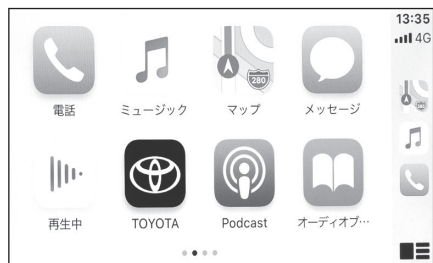 13:35
4G
電話
ミュージック
マップ
280
メッセージ
再生中
TOYOTA
Podcast
オーディオブ…